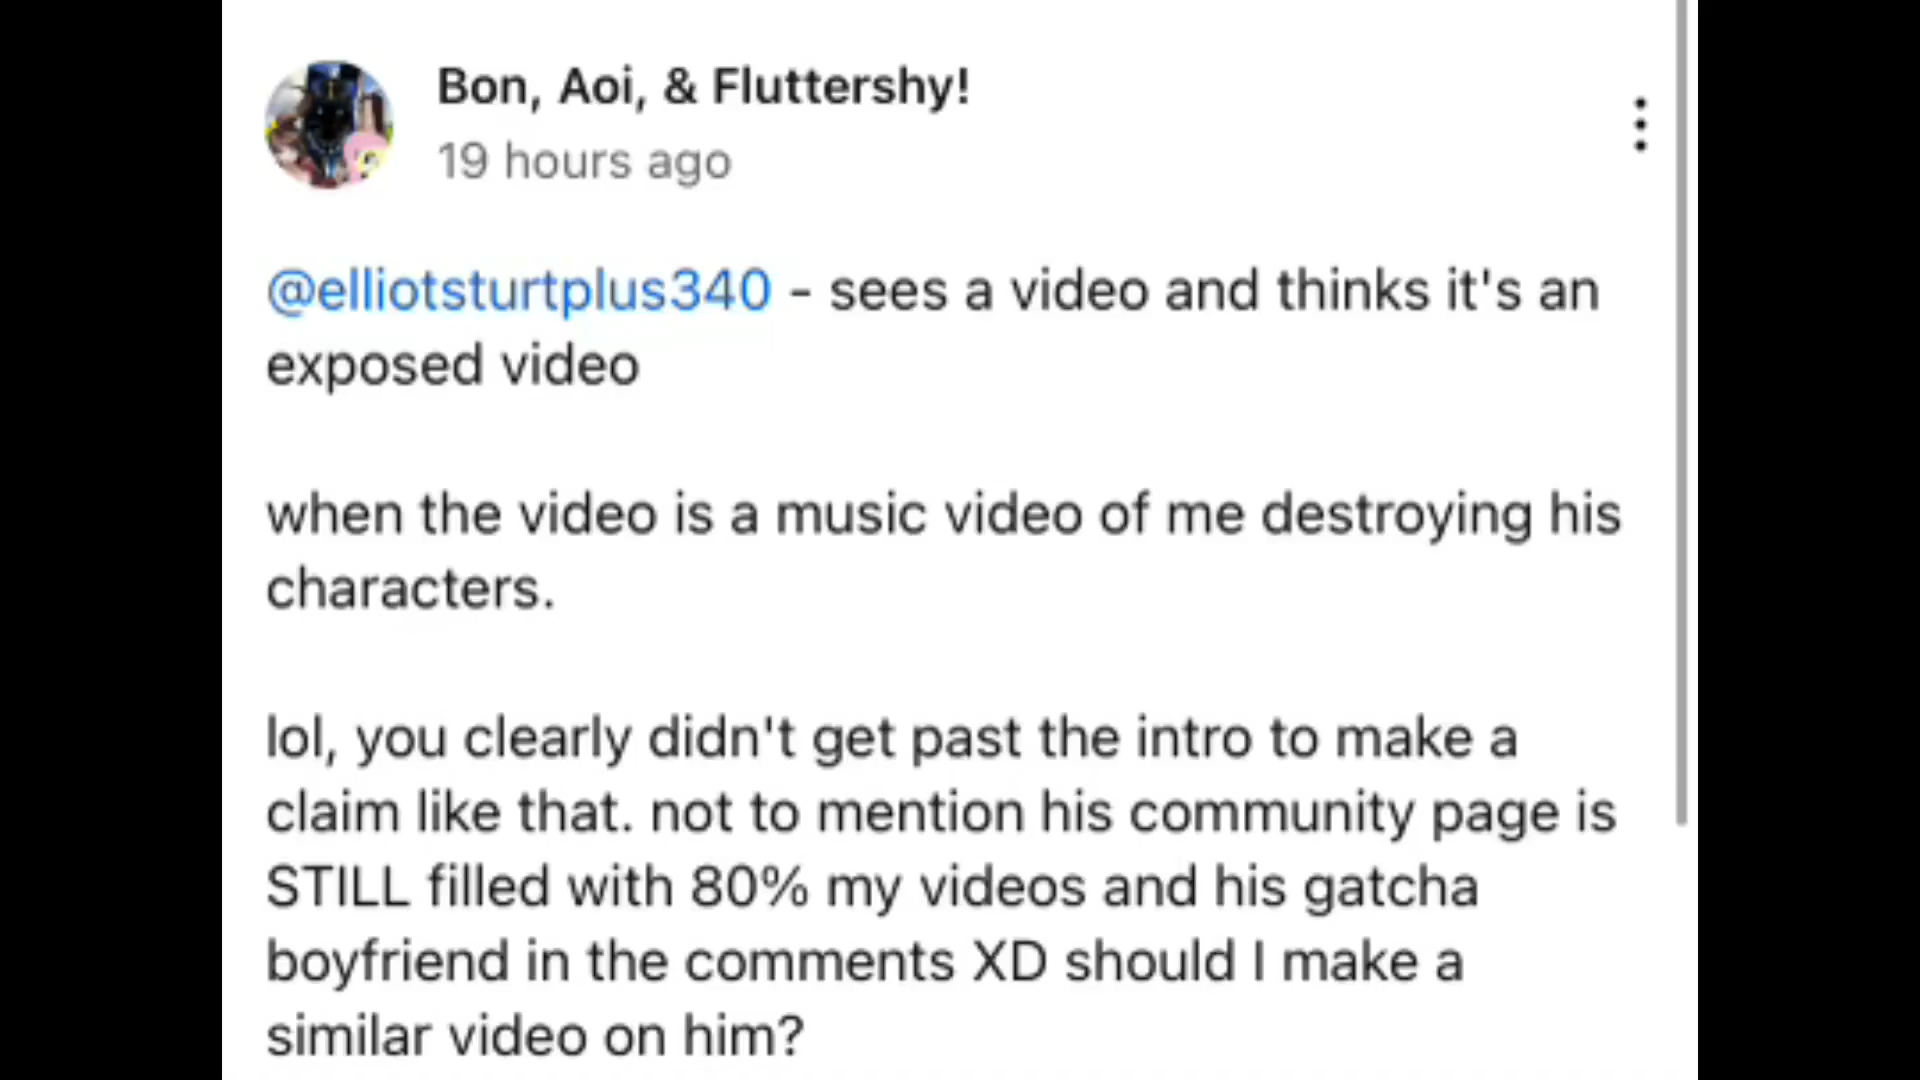 Bon, Aoi, & Fluttershy!
19 hours ago
@elliotsturtplus340 - sees a video and thinks it's an
exposed video
when the video is a music video of me destroying his
characters.
lol, you clearly didn't get past the intro to make a
claim like that. not to mention his community page is
STILL filled with 80% my videos and his gatcha
boyfriend in the comments XD should I make a
similar video on him?